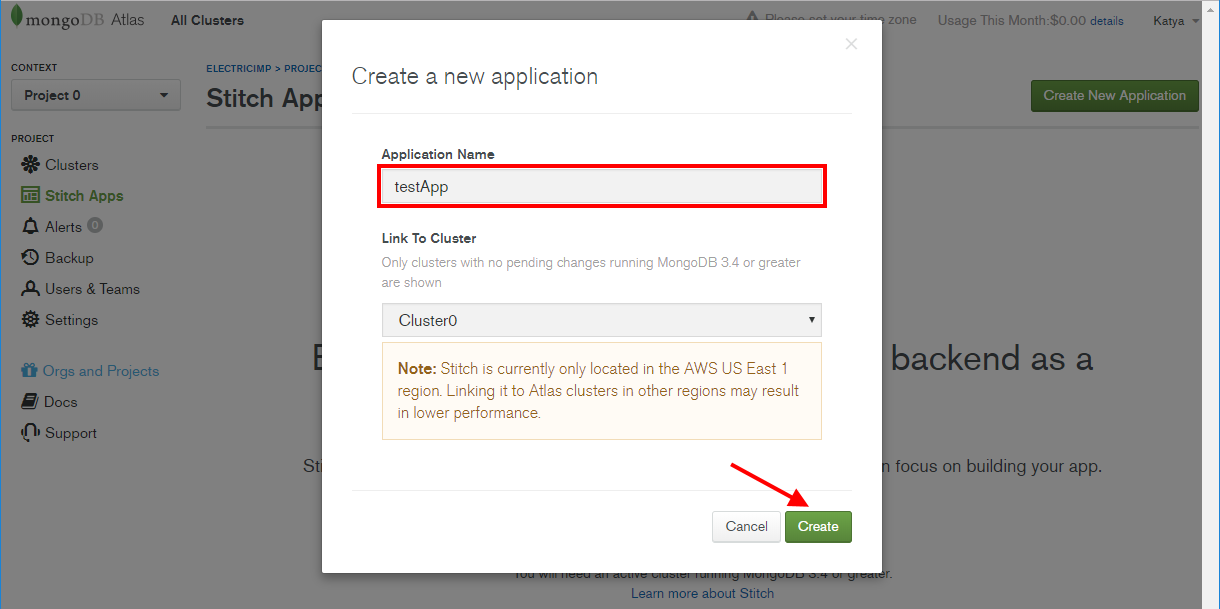 mongoDB Atlas
All Clusters
Please set your time zone
Usage This Month:$0.00 details
Katya
CONTEXT
Project 0
PROJECT
Clusters
Stitch Apps
Alerts 0
Backup
Users & Teams
Settings
Orgs and Projects
Docs
Support
ELECTRICIMP > PROJEC
Stitch App
Create New Application
backend as a
n focus on building your app.
You will need an active cluster running MongoDB 3.4 or greater.
Learn more about Stitch
×
Create a new application
Application Name
testApp
Link To Cluster
Only clusters with no pending changes running MongoDB 3.4 or greater
are shown
Cluster0
Note: Stitch is currently only located in the AWS US East 1
region. Linking it to Atlas clusters in other regions may result
in lower performance.
Cancel
Create